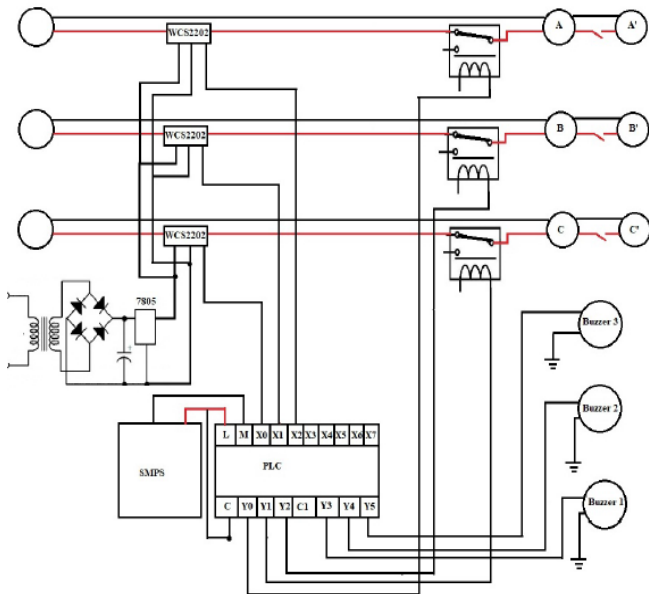 A A'
WCS2202
WCS2202 B B'
WCS2202 C C'
7805
Buzzer 3
Buzzer 2
L M X0 X1 X2 X3 X4 X5 X6 X7
SMPS PLC
C Y0 Y1 Y2 C1 Y3 Y4 Y5
Buzzer 1